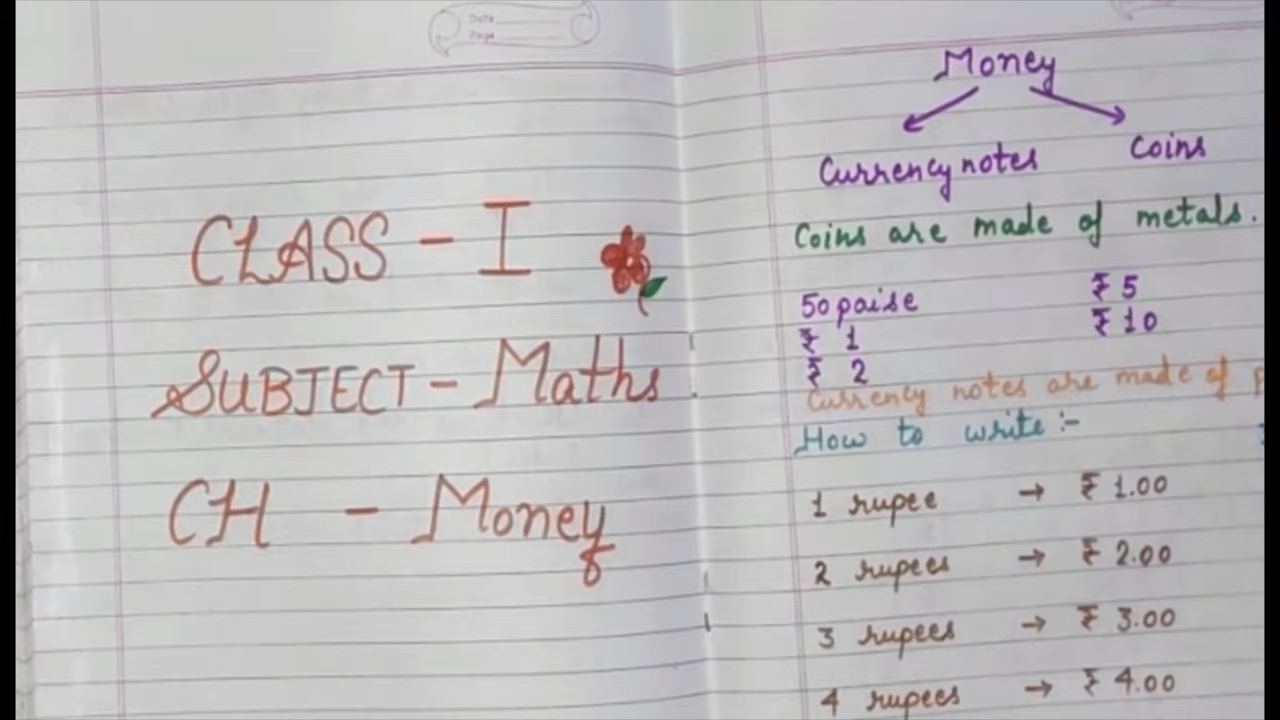 Date
Page
CLASS - I
SUBJECT - Maths
CH - Money
Money
Currency notes Coins
Coins are made of metals.
50 paise ₹ 5
₹ 1 ₹ 10
₹ 2
Currency notes are made of
How to write :-
1 rupee → ₹ 1.00
2 rupees → ₹ 2.00
3 rupees → ₹ 3.00
4 rupees → ₹ 4.00